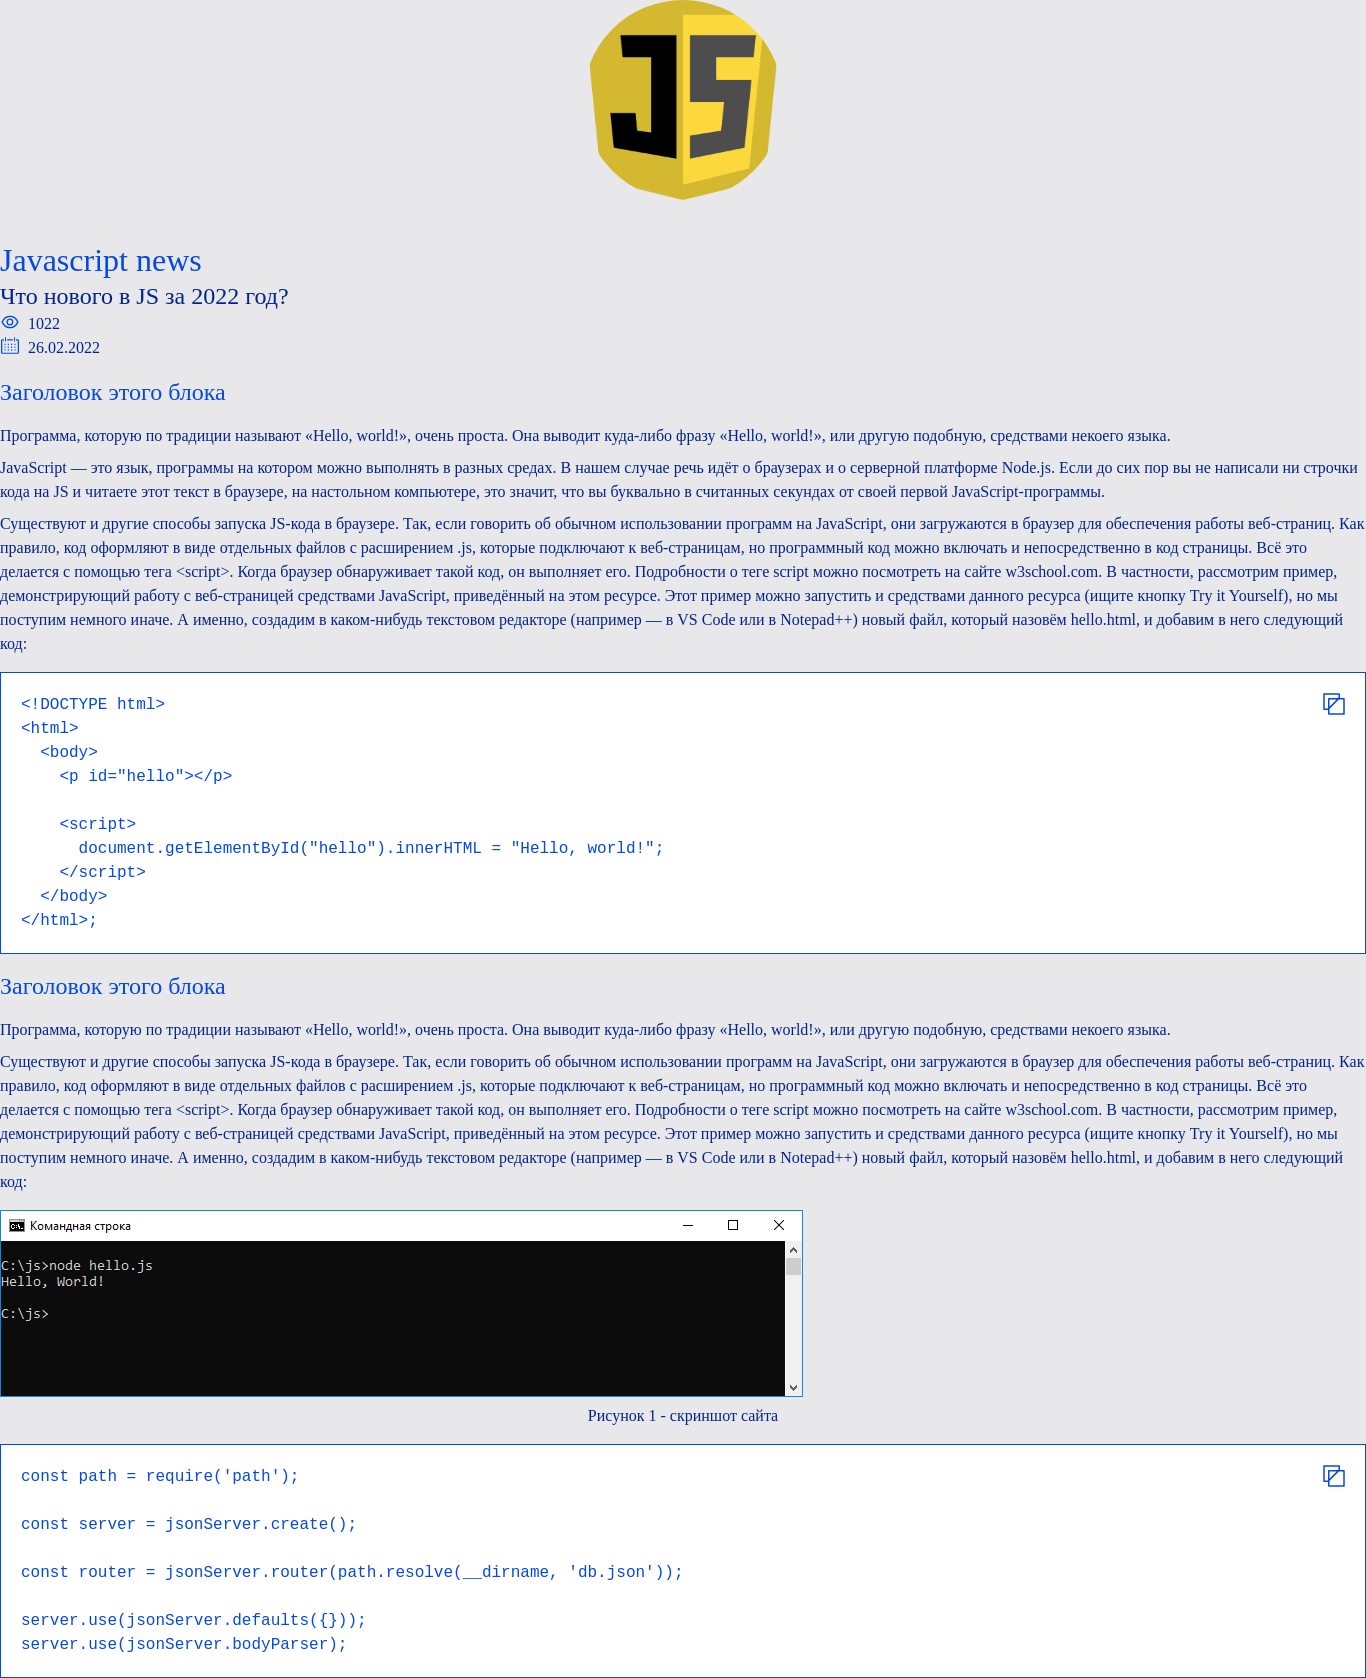 JS
Javascript news
Что нового в JS за 2022 год?
1022
26.02.2022
Заголовок этого блока
Программа, которую по традиции называют «Hello, world!», очень проста. Она выводит куда-либо фразу «Hello, world!», или другую подобную, средствами некоего языка.
JavaScript — это язык, программы на котором можно выполнять в разных средах. В нашем случае речь идёт о браузерах и о серверной платформе Node.js. Если до сих пор вы не написали ни строчки
кода на JS и читаете этот текст в браузере, на настольном компьютере, это значит, что вы буквально в считанных секундах от своей первой JavaScript-программы.
Существуют и другие способы запуска JS-кода в браузере. Так, если говорить об обычном использовании программ на JavaScript, они загружаются в браузер для обеспечения работы веб-страниц. Как
правило, код оформляют в виде отдельных файлов с расширением .js, которые подключают к веб-страницам, но программный код можно включать и непосредственно в код страницы. Всё это
делается с помощью тега <script>. Когда браузер обнаруживает такой код, он выполняет его. Подробности о теге script можно посмотреть на сайте w3school.com. В частности, рассмотрим пример,
демонстрирующий работу с веб-страницей средствами JavaScript, приведённый на этом ресурсе. Этот пример можно запустить и средствами данного ресурса (ищите кнопку Try it Yourself), но мы
поступим немного иначе. А именно, создадим в каком-нибудь текстовом редакторе (например — в VS Code или в Notepad++) новый файл, который назовём hello.html, и добавим в него следующий
код:
<!DOCTYPE html>
<html>
  <body>
    <p id="hello"></p>

    <script>
      document.getElementById("hello").innerHTML = "Hello, world!";
    </script>
  </body>
</html>;
Заголовок этого блока
Программа, которую по традиции называют «Hello, world!», очень проста. Она выводит куда-либо фразу «Hello, world!», или другую подобную, средствами некоего языка.
Существуют и другие способы запуска JS-кода в браузере. Так, если говорить об обычном использовании программ на JavaScript, они загружаются в браузер для обеспечения работы веб-страниц. Как
правило, код оформляют в виде отдельных файлов с расширением .js, которые подключают к веб-страницам, но программный код можно включать и непосредственно в код страницы. Всё это
делается с помощью тега <script>. Когда браузер обнаруживает такой код, он выполняет его. Подробности о теге script можно посмотреть на сайте w3school.com. В частности, рассмотрим пример,
демонстрирующий работу с веб-страницей средствами JavaScript, приведённый на этом ресурсе. Этот пример можно запустить и средствами данного ресурса (ищите кнопку Try it Yourself), но мы
поступим немного иначе. А именно, создадим в каком-нибудь текстовом редакторе (например — в VS Code или в Notepad++) новый файл, который назовём hello.html, и добавим в него следующий
код:
Командная строка
C:\js>node hello.js
Hello, World!
C:\js>
Рисунок 1 - скриншот сайта
const path = require('path');

const server = jsonServer.create();

const router = jsonServer.router(path.resolve(__dirname, 'db.json'));

server.use(jsonServer.defaults({}));
server.use(jsonServer.bodyParser);